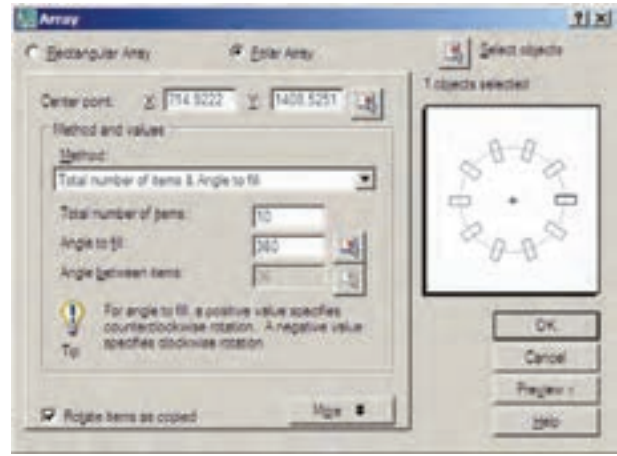 Array
Rectangular Array
Polar Array
Select objects
1 objects selected
Center point: X: 714.9222 Y: 1408.5251
Method and values
Method:
Total number of items & Angle to fill
Total number of items: 10
Angle to fill: 360
Angle between items: 36
Tip
For angle to fill, a positive value specifies
counterclockwise rotation. A negative value
specifies clockwise rotation.
Rotate items as copied
More
OK
Cancel
Preview <
Help